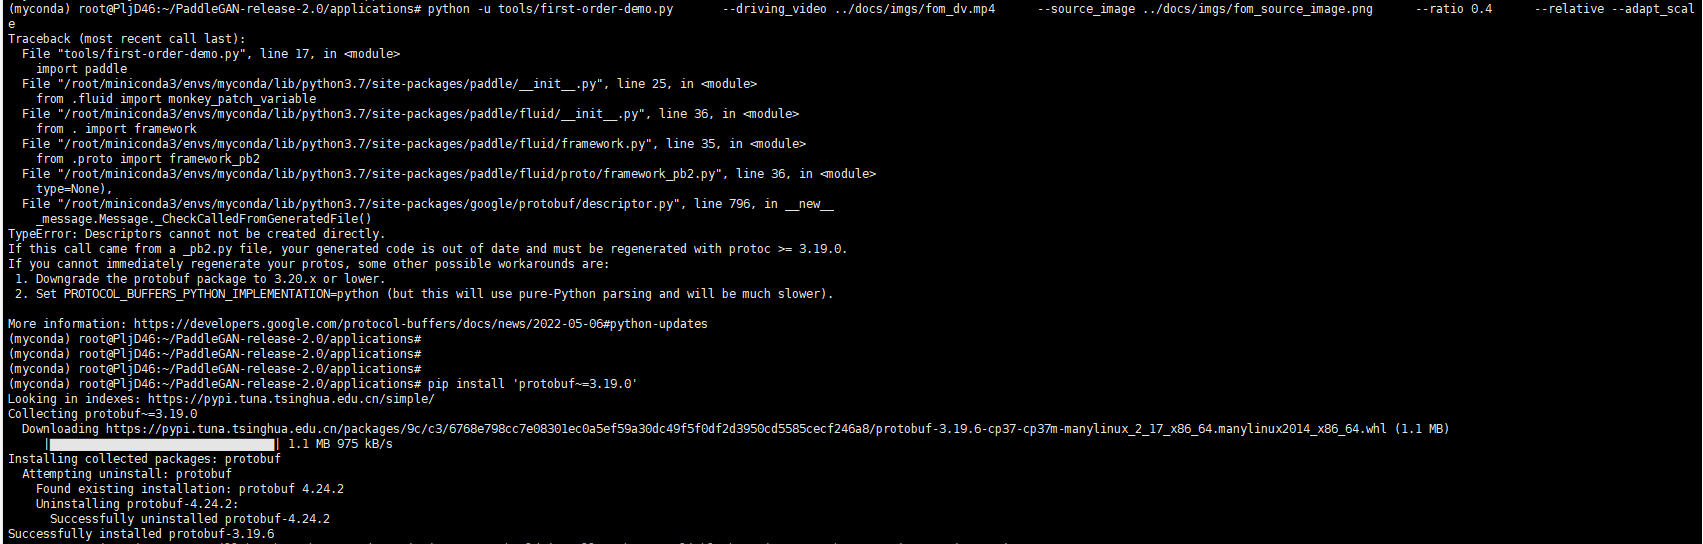 (myconda) root@PljD46:~/PaddleGAN-release-2.0/applications# python -u tools/first-order-demo.py       --driving_video ../docs/imgs/fom_dv.mp4      --source_image ../docs/imgs/fom_source_image.png      --ratio 0.4      --relative --adapt_scal
e
Traceback (most recent call last):
  File "tools/first-order-demo.py", line 17, in <module>
    import paddle
  File "/root/miniconda3/envs/myconda/lib/python3.7/site-packages/paddle/__init__.py", line 25, in <module>
    from .fluid import monkey_patch_variable
  File "/root/miniconda3/envs/myconda/lib/python3.7/site-packages/paddle/fluid/__init__.py", line 36, in <module>
    from . import framework
  File "/root/miniconda3/envs/myconda/lib/python3.7/site-packages/paddle/fluid/framework.py", line 35, in <module>
    from .proto import framework_pb2
  File "/root/miniconda3/envs/myconda/lib/python3.7/site-packages/paddle/fluid/proto/framework_pb2.py", line 36, in <module>
    type=None),
  File "/root/miniconda3/envs/myconda/lib/python3.7/site-packages/google/protobuf/descriptor.py", line 796, in __new__
    _message.Message._CheckCalledFromGeneratedFile()
TypeError: Descriptors cannot not be created directly.
If this call came from a _pb2.py file, your generated code is out of date and must be regenerated with protoc >= 3.19.0.
If you cannot immediately regenerate your protos, some other possible workarounds are:
 1. Downgrade the protobuf package to 3.20.x or lower.
 2. Set PROTOCOL_BUFFERS_PYTHON_IMPLEMENTATION=python (but this will use pure-Python parsing and will be much slower).
More information: https://developers.google.com/protocol-buffers/docs/news/2022-05-06#python-updates
(myconda) root@PljD46:~/PaddleGAN-release-2.0/applications#
(myconda) root@PljD46:~/PaddleGAN-release-2.0/applications#
(myconda) root@PljD46:~/PaddleGAN-release-2.0/applications#
(myconda) root@PljD46:~/PaddleGAN-release-2.0/applications# pip install 'protobuf~=3.19.0'
Looking in indexes: https://pypi.tuna.tsinghua.edu.cn/simple/
Collecting protobuf~=3.19.0
  Downloading https://pypi.tuna.tsinghua.edu.cn/packages/9c/c3/6768e798cc7e08301ec0a5ef59a30dc49f5f0df2d3950cd5585cecf246a8/protobuf-3.19.6-cp37-cp37m-manylinux_2_17_x86_64.manylinux2014_x86_64.whl (1.1 MB)
     |████████████████████████████████| 1.1 MB 975 kB/s
Installing collected packages: protobuf
  Attempting uninstall: protobuf
    Found existing installation: protobuf 4.24.2
    Uninstalling protobuf-4.24.2:
      Successfully uninstalled protobuf-4.24.2
Successfully installed protobuf-3.19.6